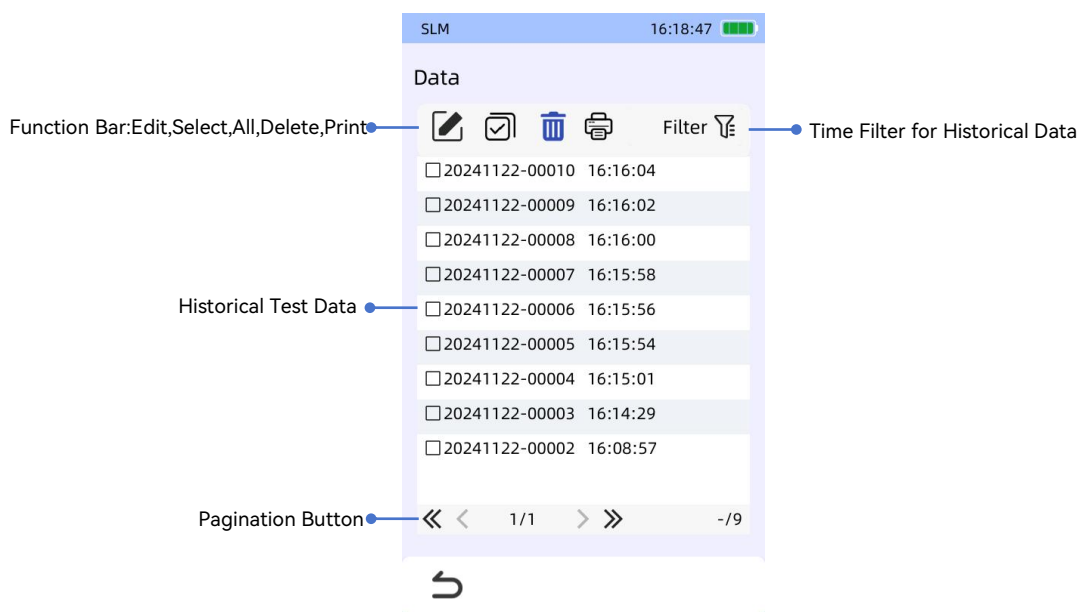 SLM 16:18:47
Data
Function Bar:Edit,Select,All,Delete,Print
Filter
Time Filter for Historical Data
20241122-00010 16:16:04
20241122-00009 16:16:02
20241122-00008 16:16:00
20241122-00007 16:15:58
Historical Test Data
20241122-00006 16:15:56
20241122-00005 16:15:54
20241122-00004 16:15:01
20241122-00003 16:14:29
20241122-00002 16:08:57
Pagination Button
1/1 -/9